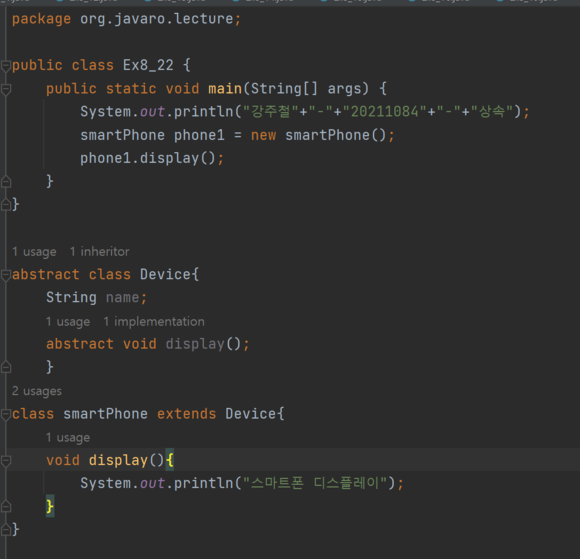 package org.javaro.lecture;
public class Ex8_22 {
public static void main(String[] args) {
System.out.println("강주철"+"-"+"20211084"+"-"+"상속");
smartPhone phone1 = new smartPhone();
phone1.display();
}
}
1 usage 1 inheritor
abstract class Device{
String name;
1 usage 1 implementation
abstract void display();
}
2 usages
class smartPhone extends Device{
1 usage
void display(){
System.out.println("스마트폰 디스플레이");
}
}